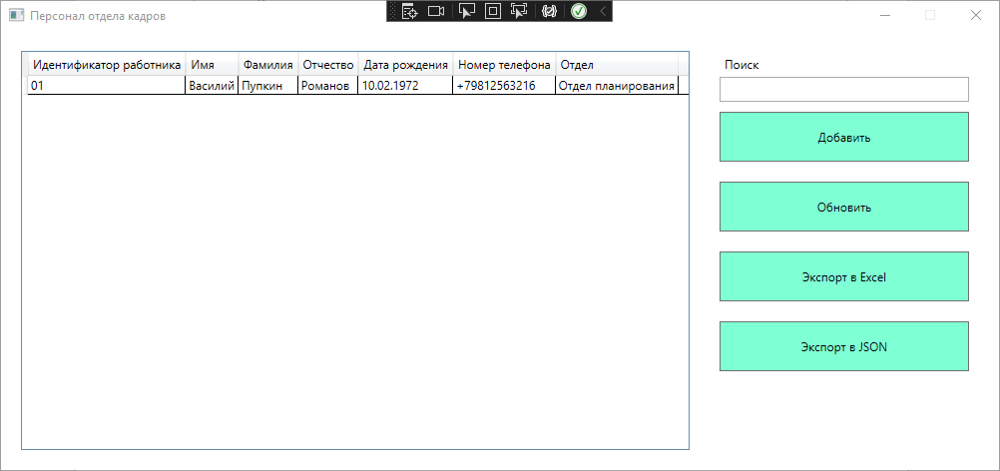 Персонал отдела кадров
Идентификатор работника Имя Фамилия Отчество Дата рождения Номер телефона Отдел
01 Василий Пупкин Романов 10.02.1972 +79812563216 Отдел планирования
Поиск
Добавить
Обновить
Экспорт в Excel
Экспорт в JSON